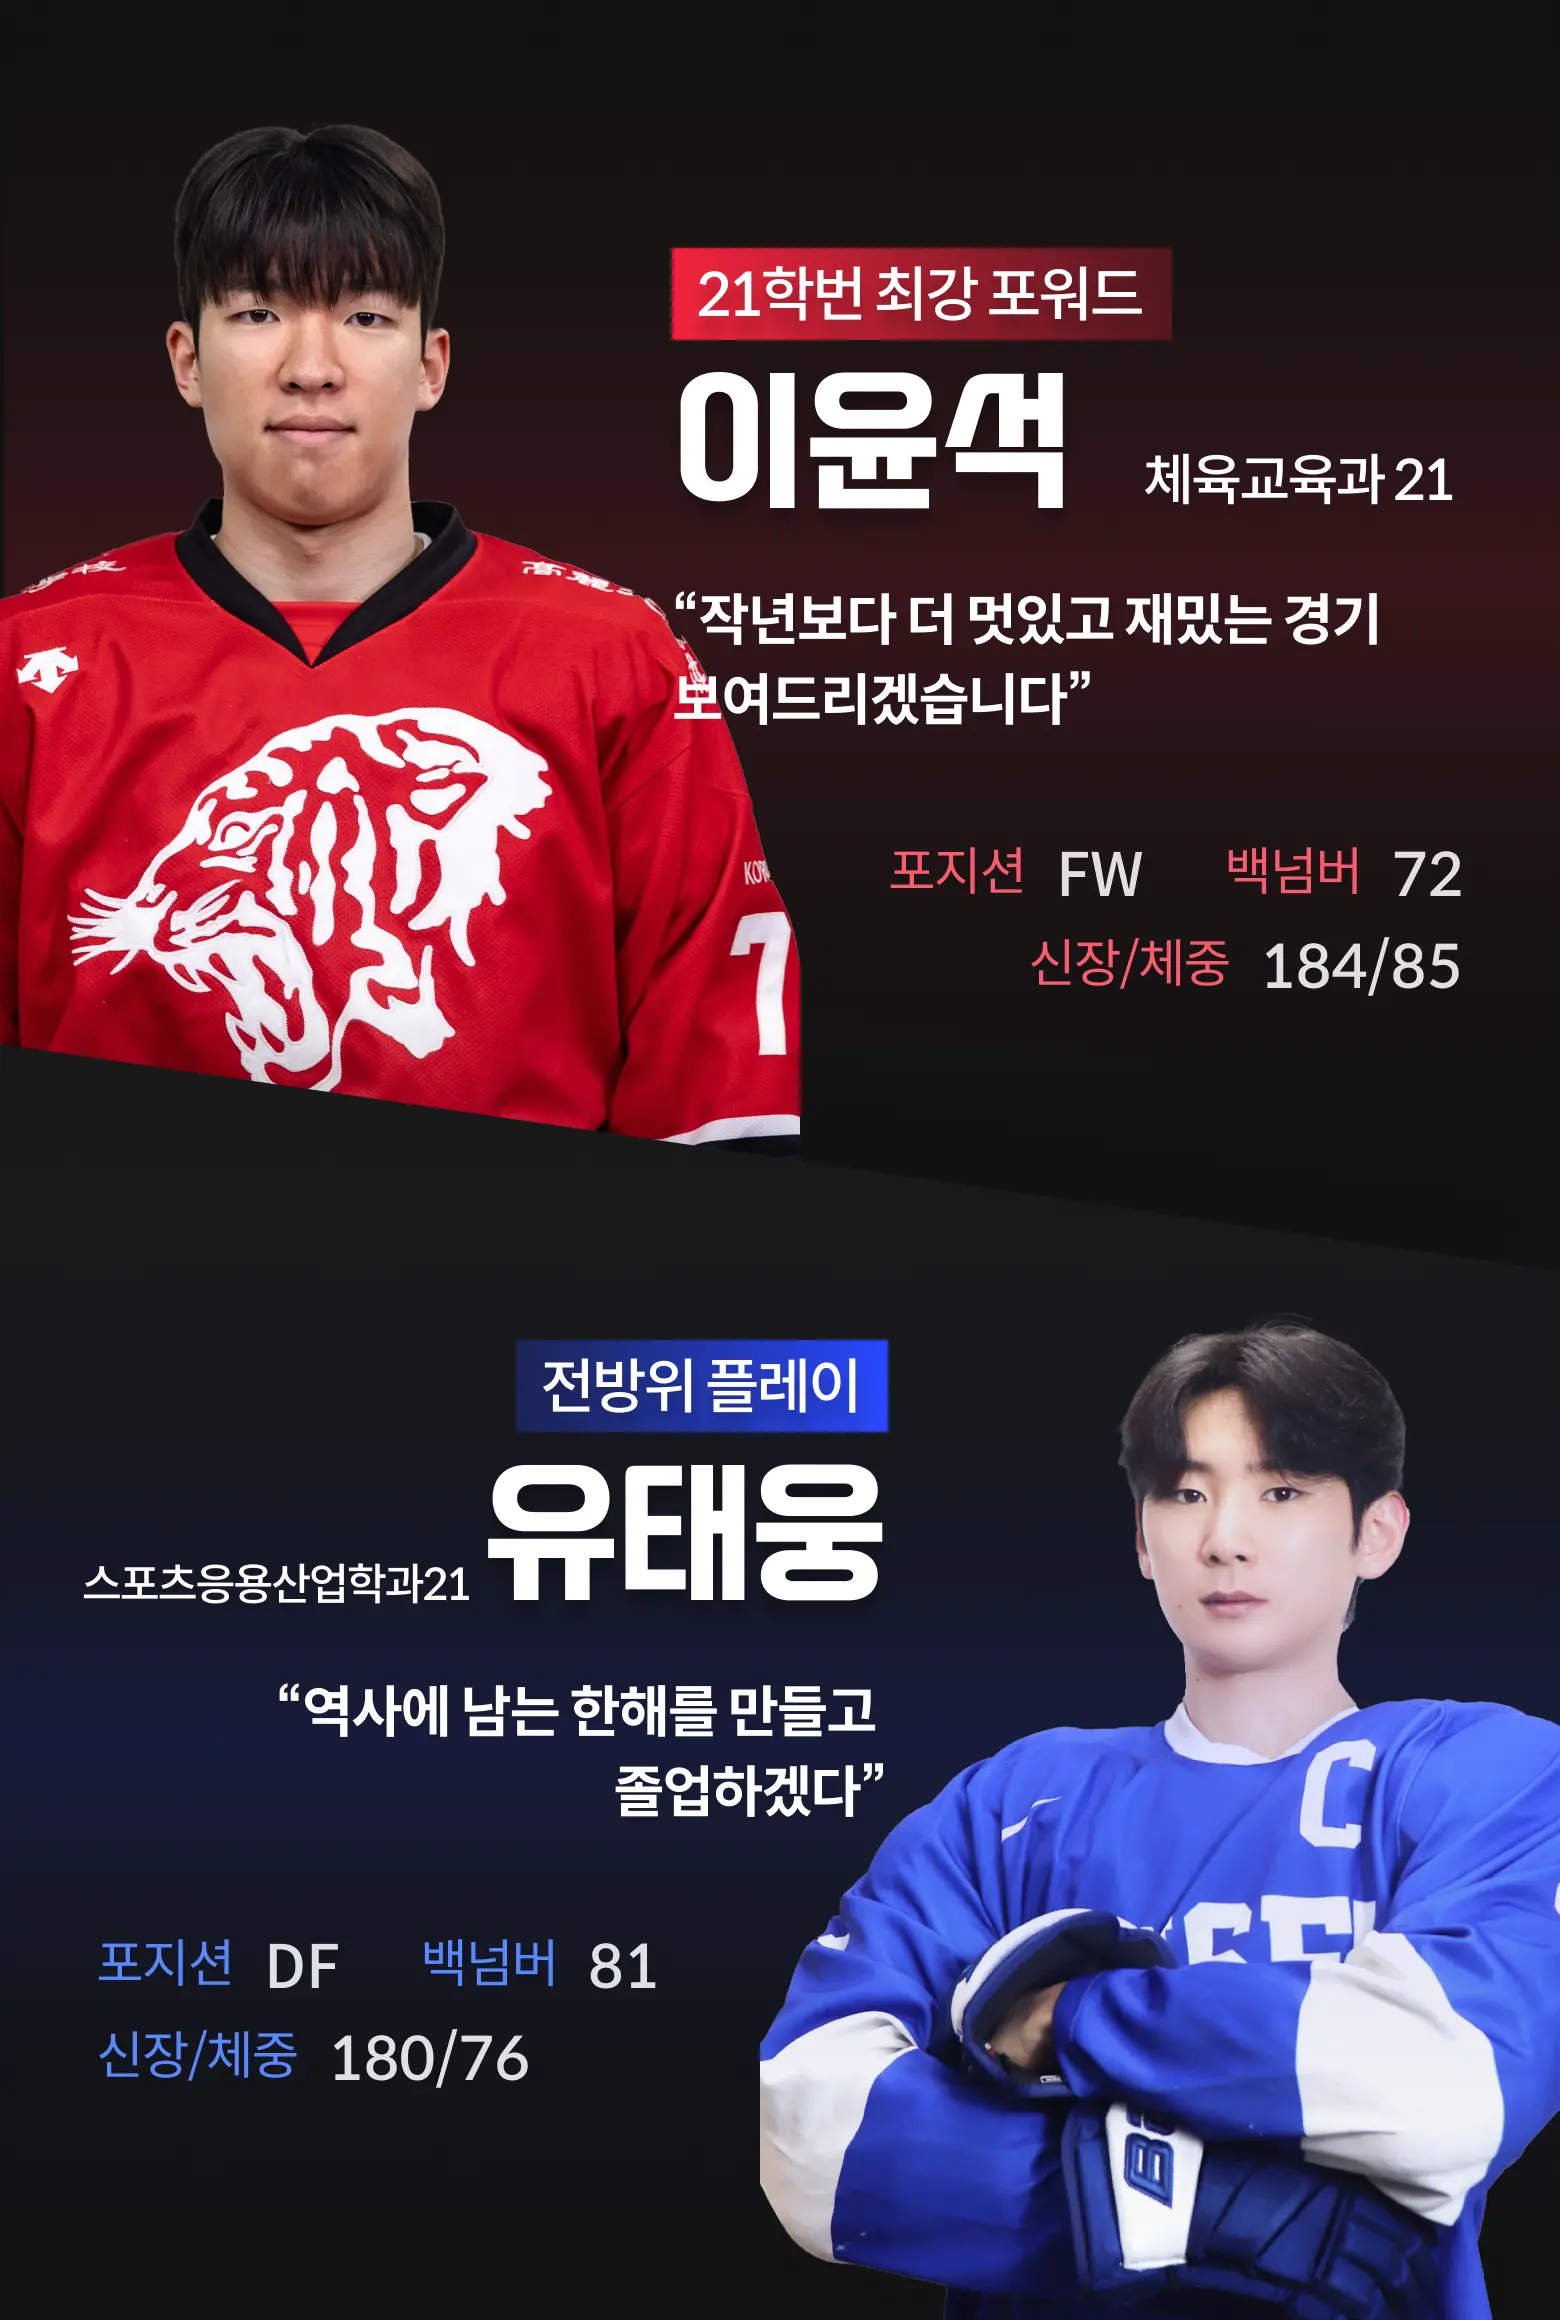 21학번 최강 포워드
이윤석 체육교육과 21
“작년보다 더 멋있고 재밌는 경기
보여드리겠습니다”
포지션 FW 백넘버 72
신장/체중 184/85
7
전방위 플레이
스포츠응용산업학과21 유태웅
“역사에 남는 한해를 만들고
졸업하겠다”
C
포지션 DF 백넘버 81
신장/체중 180/76